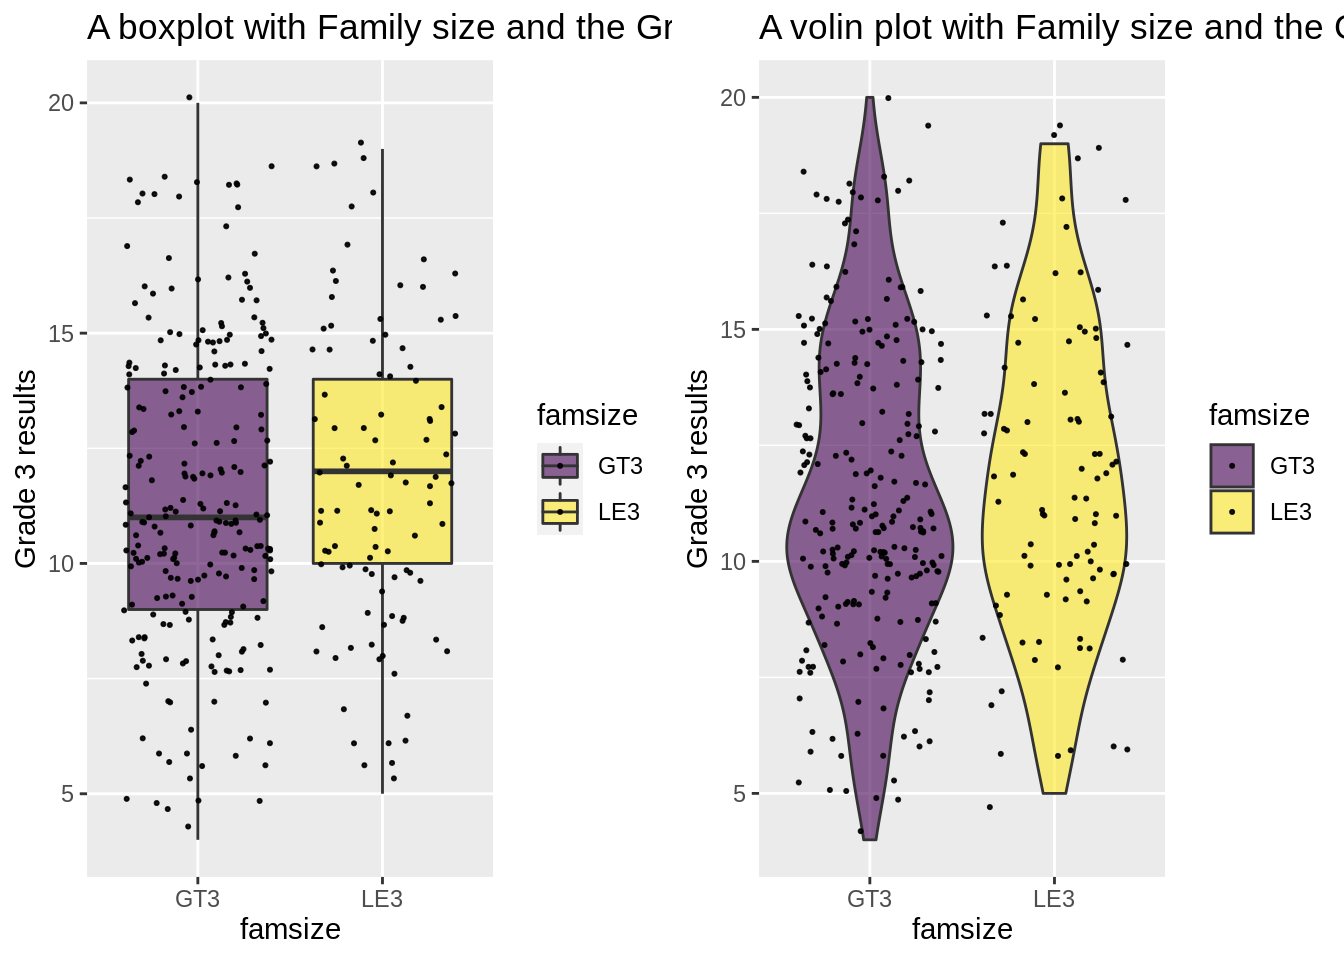 A boxplot with Family size and the Gr
20
15
10
5
Grade 3 results
GT3
LE3
famsize
famsize
GT3
LE3
A volin plot with Family size and the G
20
15
10
5
Grade 3 results
GT3
LE3
famsize
famsize
GT3
LE3